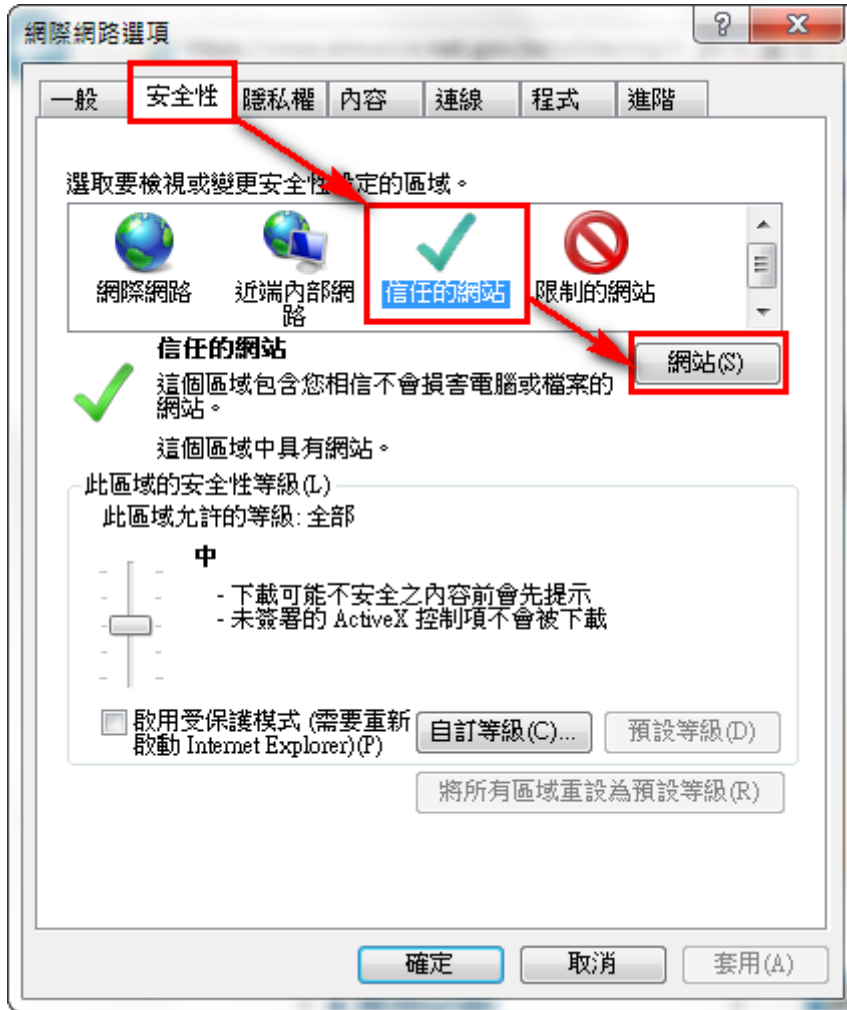 網際網路選項
一般 安全性 隱私權 內容 連線 程式 進階
選取要檢視或變更安全性設定的區域。
網際網路 近端內部網路 信任的網站 限制的網站
信任的網站
網站(S)
這個區域包含您相信不會損害電腦或檔案的
網站。
這個區域中具有網站。
此區域的安全性等級(L)
此區域允許的等級: 全部
中
- 下載可能不安全之內容前會先提示
- 未簽署的 ActiveX 控制項不會被下載
啟用受保護模式 (需要重新
啟動 Internet Explorer)(P)
自訂等級(C)... 預設等級(D)
將所有區域重設為預設等級(R)
確定 取消 套用(A)